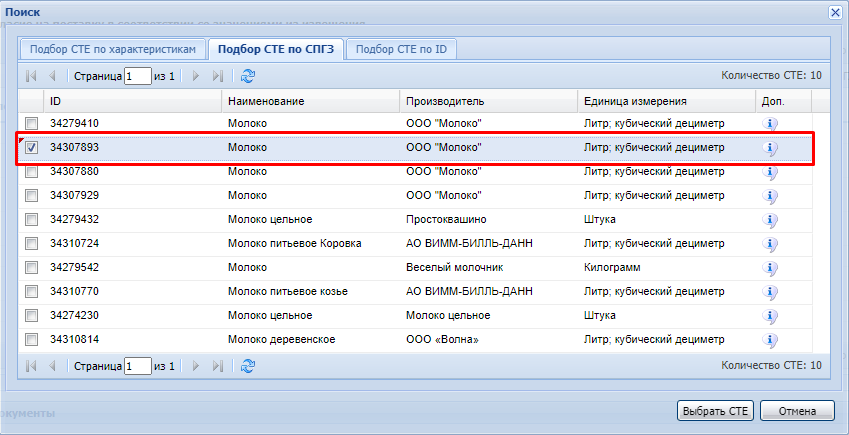 Поиск
Подбор СТЕ по характеристикам Подбор СТЕ по СПГЗ Подбор СТЕ по ID
Страница 1 из 1 Количество СТЕ: 10
ID Наименование Производитель Единица измерения Доп.
34279410 Молоко ООО "Молоко" Литр; кубический дециметр
34307893 Молоко ООО "Молоко" Литр; кубический дециметр
34307880 Молоко ООО "Молоко" Литр; кубический дециметр
34307929 Молоко ООО "Молоко" Литр; кубический дециметр
34279432 Молоко цельное Простоквашино Штука
34310724 Молоко питьевое Коровка АО ВИММ-БИЛЛЬ-ДАНН Литр; кубический дециметр
34279542 Молоко Веселый молочник Килограмм
34310770 Молоко питьевое козье АО ВИММ-БИЛЛЬ-ДАНН Литр; кубический дециметр
34274230 Молоко цельное Молоко цельное Штука
34310814 Молоко деревенское ООО «Волна» Литр; кубический дециметр
Страница 1 из 1 Количество СТЕ: 10
Выбрать СТЕ Отмена